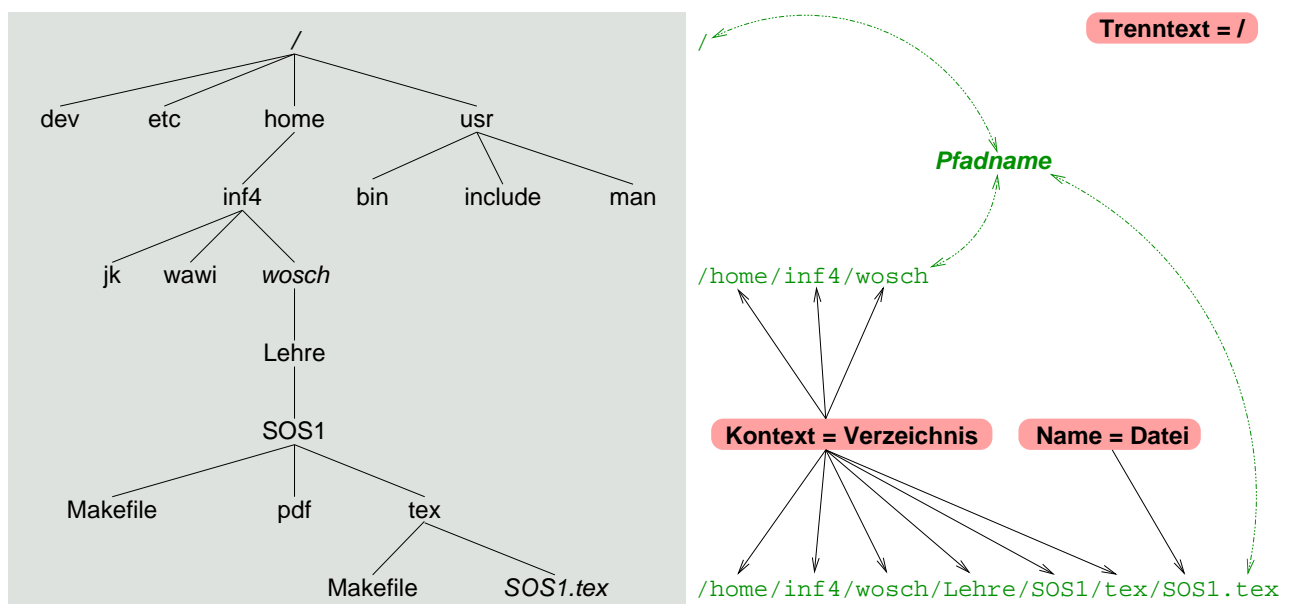 /
dev etc home usr
inf4 bin include man
jk wawi wosch
Lehre
SOS1
Makefile pdf tex
Makefile SOS1.tex
/
Trenntext = /
Pfadname
/home/inf4/wosch
Kontext = Verzeichnis
Name = Datei
/home/inf4/wosch/Lehre/SOS1/tex/SOS1.tex